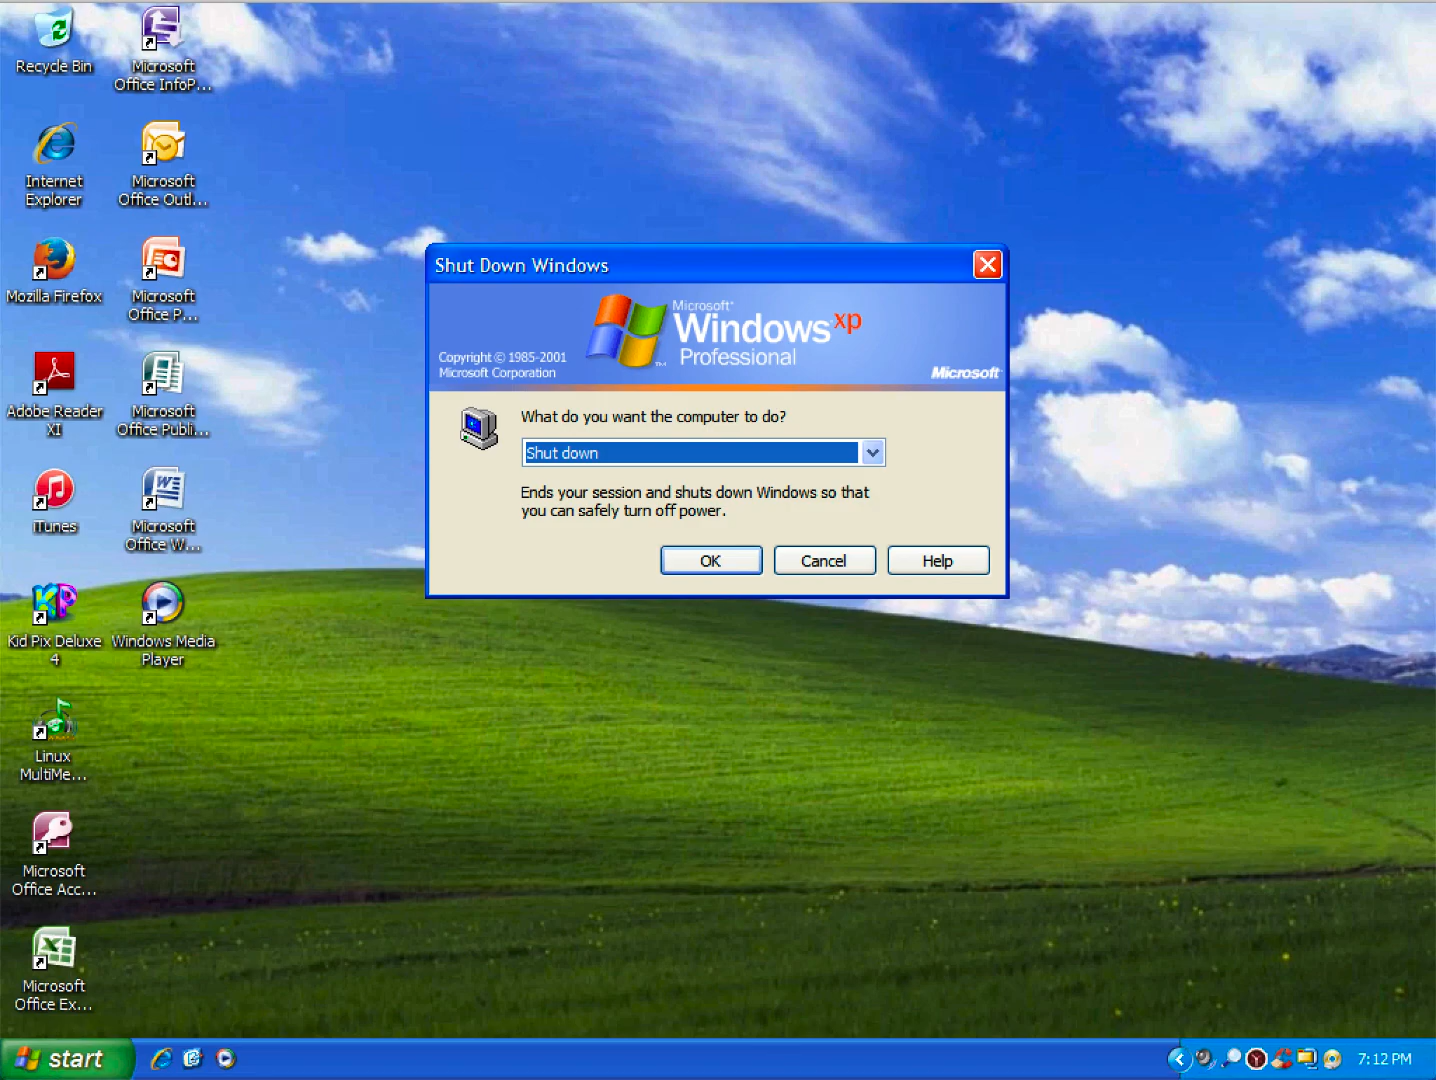 Recycle Bin
Microsoft
Office InfoP...
Internet
Explorer
Microsoft
Office Outl...
Mozilla Firefox
Microsoft
Office P...
Adobe Reader
XI
Microsoft
Office Publi...
iTunes
Microsoft
Office W...
Kid Pix Deluxe
4
Windows Media
Player
Linux
MultiMe...
Microsoft
Office Acc...
Microsoft
Office Ex...
Shut Down Windows
Microsoft®
Windows xp
Professional
Copyright © 1985-2001
Microsoft Corporation
Microsoft
What do you want the computer to do?
Shut down
Ends your session and shuts down Windows so that
you can safely turn off power.
OK
Cancel
Help
start
7:12 PM